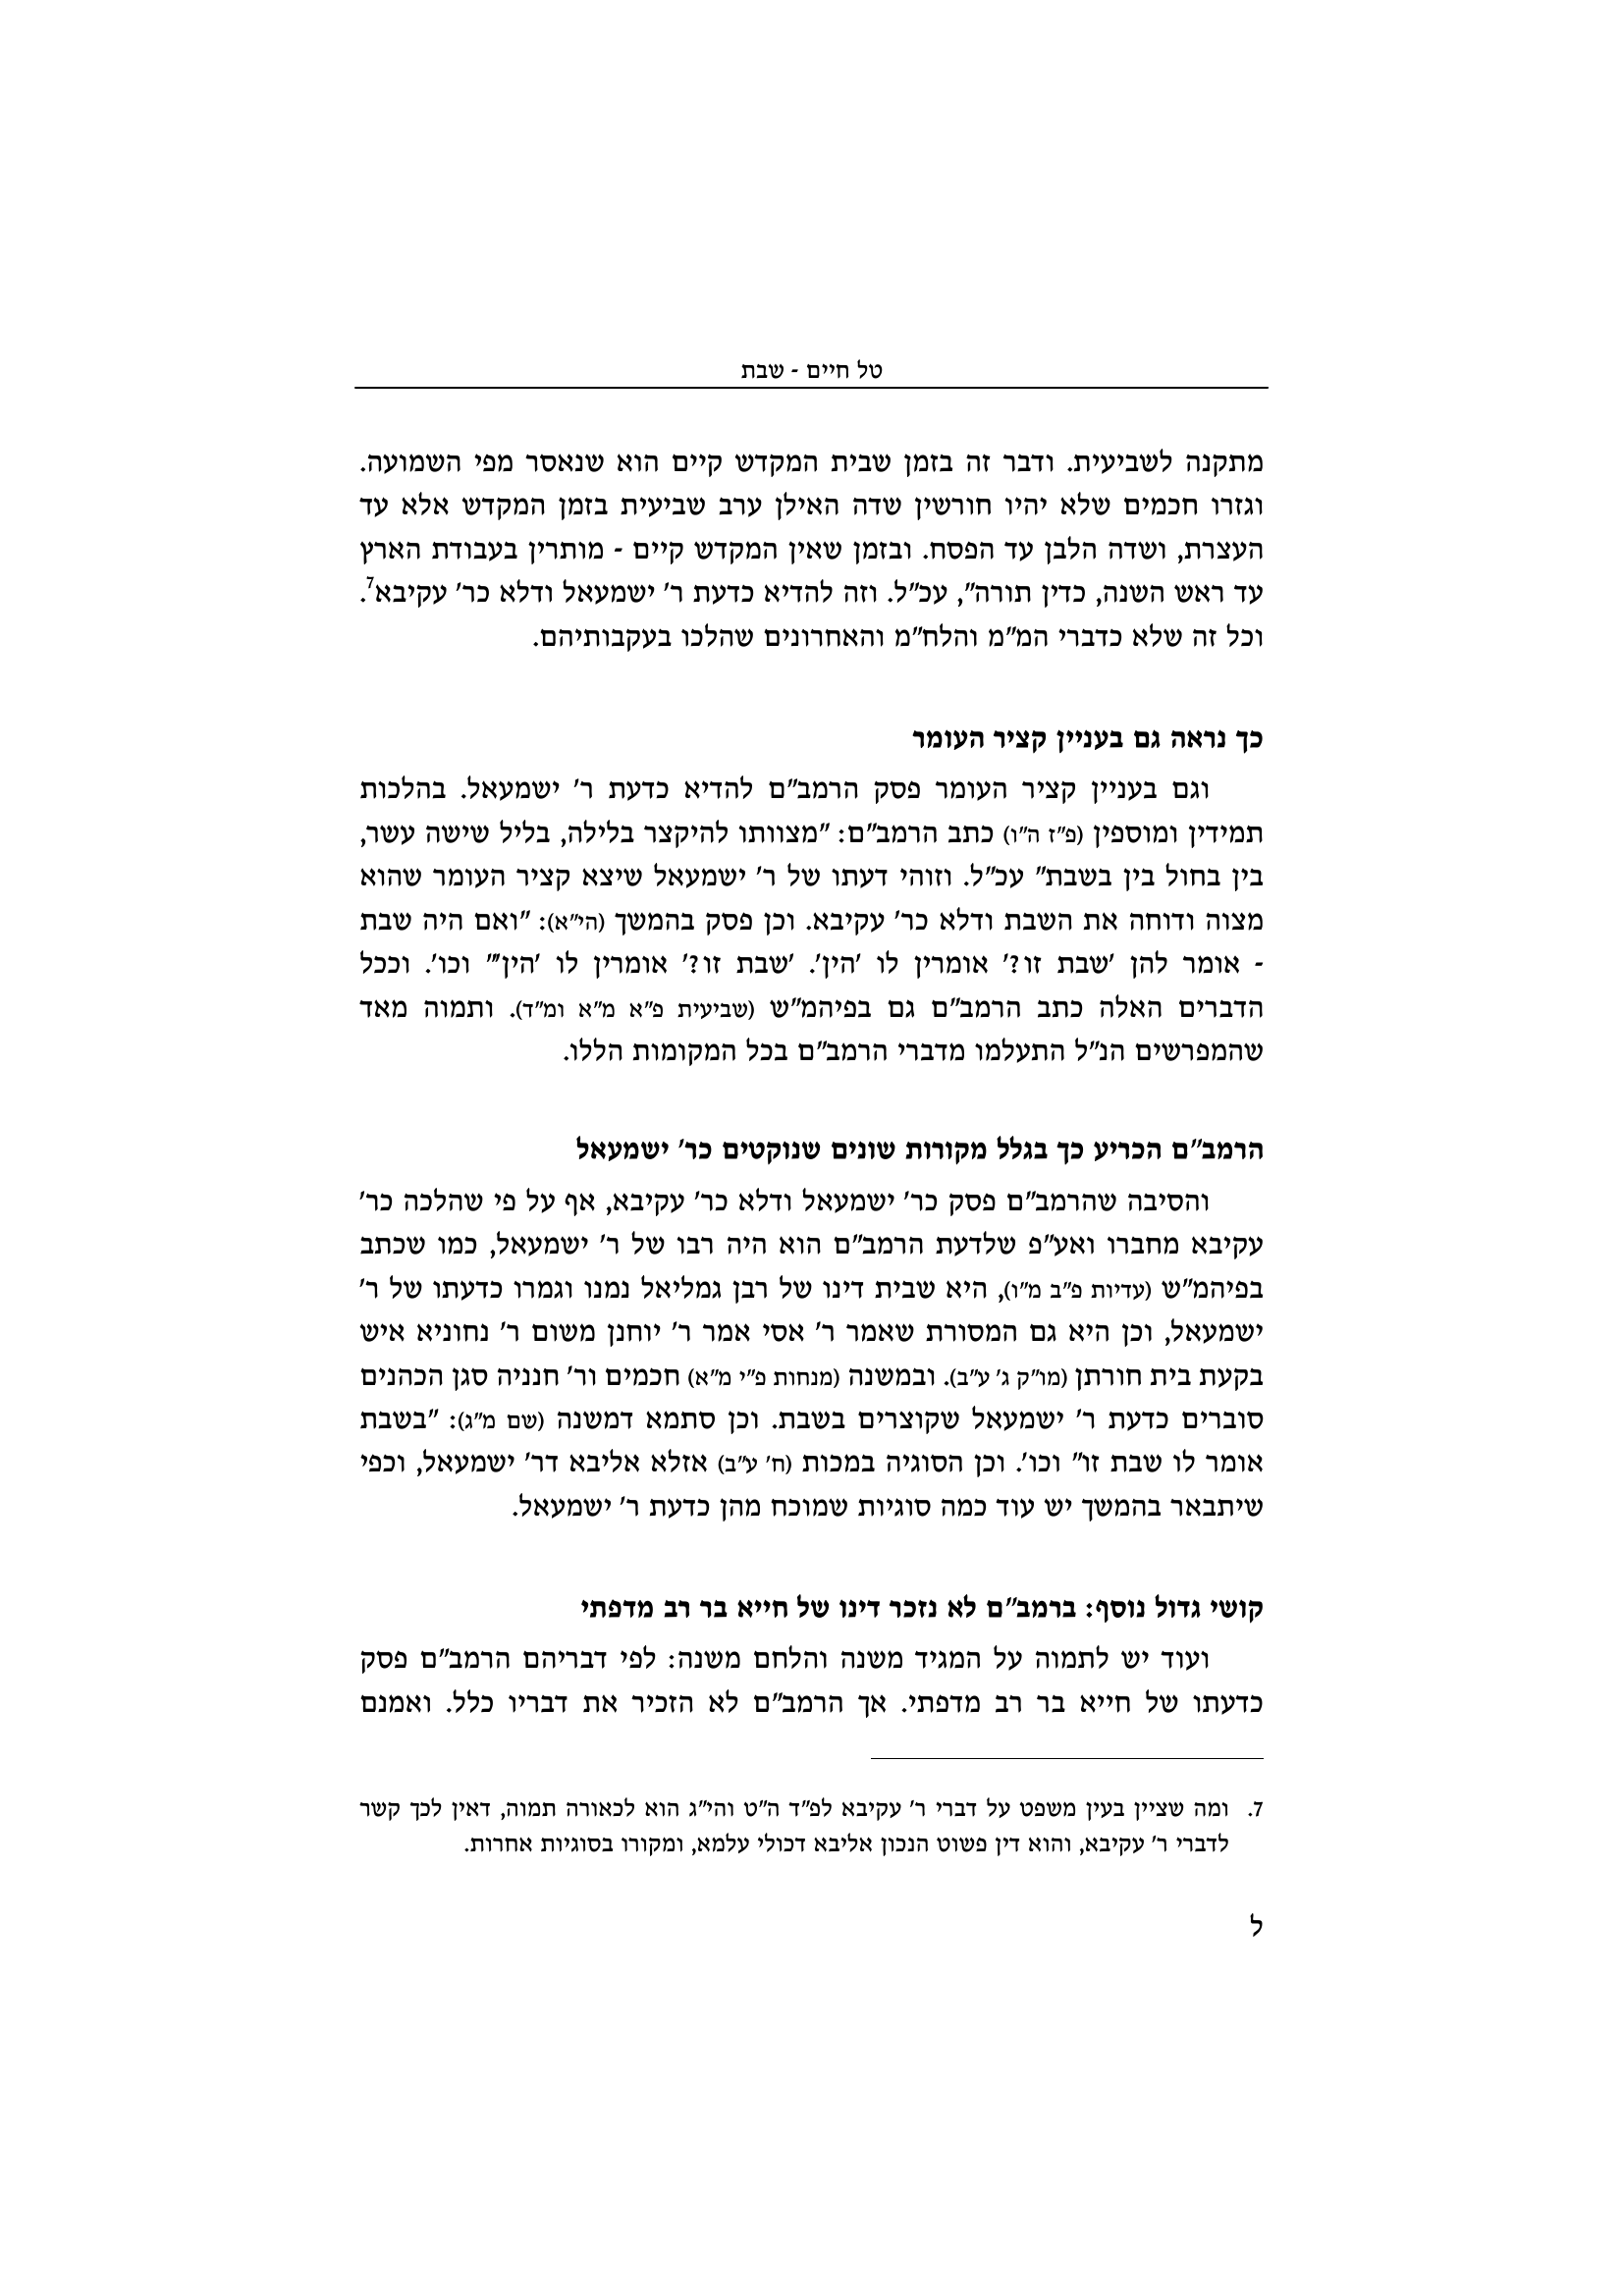 טל חיים - שבת
מתקנה לשביעית. ודבר זה בזמן שבית המקדש קיים הוא שנאסר מפי השמועה.
וגזרו חכמים שלא יהיו חורשין שדה האילן ערב שביעית בזמן המקדש אלא עד
העצרת, ושדה הלבן עד הפסח. ובזמן שאין המקדש קיים - מותרין בעבודת הארץ
עד ראש השנה, כדין תורה", עכ"ל. וזה להדיא כדעת ר' ישמעאל ודלא כר' עקיבא7.
וכל זה שלא כדברי המ"מ והלח"מ והאחרונים שהלכו בעקבותיהם.
כך נראה גם בעניין קציר העומר
וגם בעניין קציר העומר פסק הרמב"ם להדיא כדעת ר' ישמעאל. בהלכות
תמידין ומוספין (פ"ז ה"ו) כתב הרמב"ם: "מצוותו להיקצר בלילה, בליל שישה עשר,
בין בחול בין בשבת" עכ"ל. וזוהי דעתו של ר' ישמעאל שיצא קציר העומר שהוא
מצוה ודוחה את השבת ודלא כר' עקיבא. וכן פסק בהמשך (הי"א): "ואם היה שבת
- אומר להן 'שבת זו?' אומרין לו 'הין'. 'שבת זו?' אומרין לו 'הין'" וכו'. וככל
הדברים האלה כתב הרמב"ם גם בפיהמ"ש (שביעית פ"א מ"א ומ"ד). ותמוה מאד
שהמפרשים הנ"ל התעלמו מדברי הרמב"ם בכל המקומות הללו.
הרמב"ם הכריע כך בגלל מקורות שונים שנוקטים כר' ישמעאל
והסיבה שהרמב"ם פסק כר' ישמעאל ודלא כר' עקיבא, אף על פי שהלכה כר'
עקיבא מחברו ואע"פ שלדעת הרמב"ם הוא היה רבו של ר' ישמעאל, כמו שכתב
בפיהמ"ש (עדיות פ"ב מ"ו), היא שבית דינו של רבן גמליאל נמנו וגמרו כדעתו של ר'
ישמעאל, וכן היא גם המסורת שאמר ר' אסי אמר ר' יוחנן משום ר' נחוניא איש
בקעת בית חורתן (מו"ק ג' ע"ב). ובמשנה (מנחות פ"י מ"א) חכמים ור' חנניה סגן הכהנים
סוברים כדעת ר' ישמעאל שקוצרים בשבת. וכן סתמא דמשנה (שם מ"ג): "בשבת
אומר לו שבת זו" וכו'. וכן הסוגיה במכות (ח' ע"ב) אזלא אליבא דר' ישמעאל, וכפי
שיתבאר בהמשך יש עוד כמה סוגיות שמוכח מהן כדעת ר' ישמעאל.
קושי גדול נוסף: ברמב"ם לא נזכר דינו של חייא בר רב מדפתי
ועוד יש לתמוה על המגיד משנה והלחם משנה: לפי דבריהם הרמב"ם פסק
כדעתו של חייא בר רב מדפתי. אך הרמב"ם לא הזכיר את דבריו כלל. ואמנם
7. ומה שציין בעין משפט על דברי ר' עקיבא לפ"ד ה"ט והי"ג הוא לכאורה תמוה, דאין לכך קשר
לדברי ר' עקיבא, והוא דין פשוט הנכון אליבא דכולי עלמא, ומקורו בסוגיות אחרות.
ל